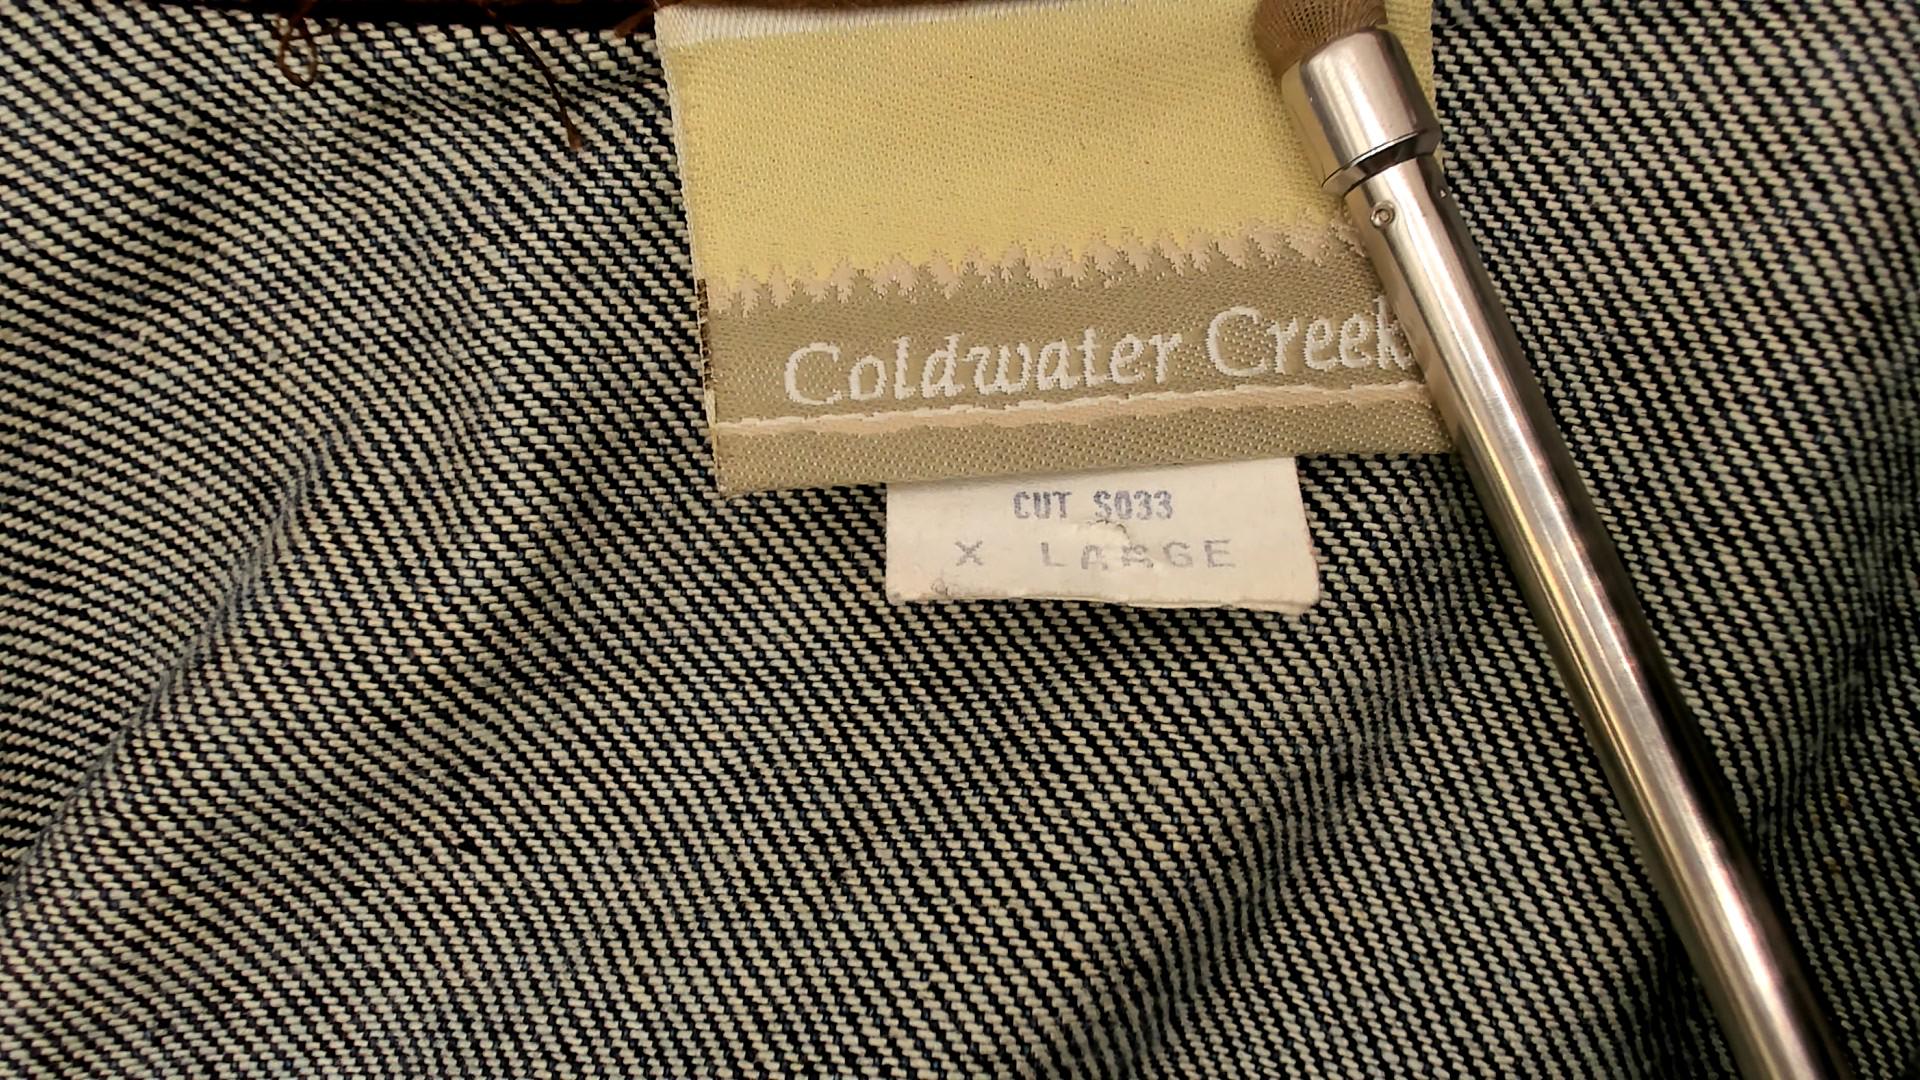 Coldwater Creek
CUT S033
X LARGE